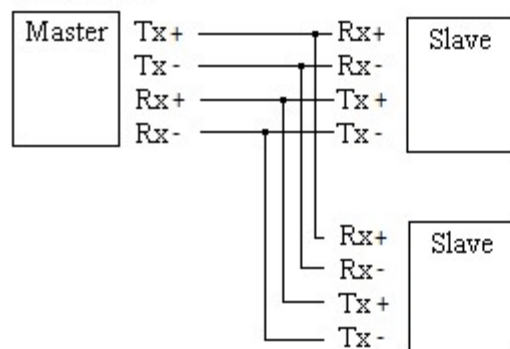 Master
Tx+
Tx-
Rx+
Rx-
Rx+
Rx-
Tx+
Tx-
Slave
Rx+
Rx-
Tx+
Tx-
Slave